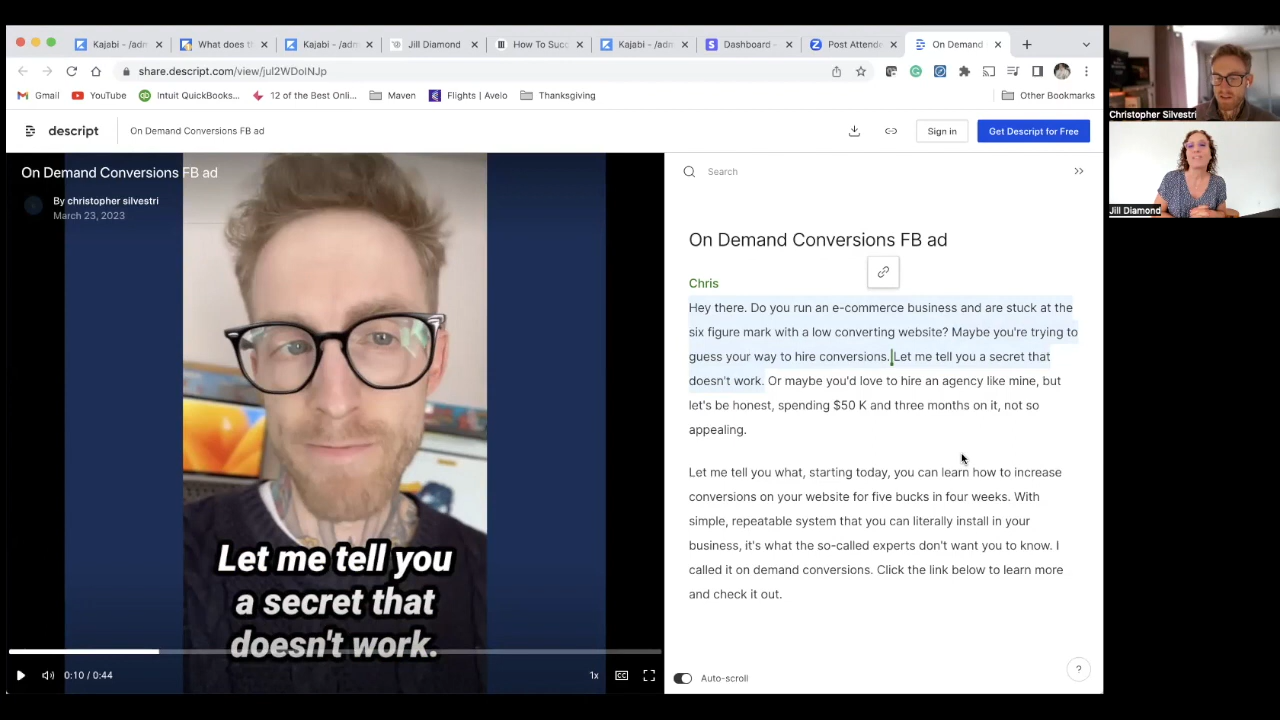 Kajabi - /adm
What does th
Kajabi - /adm
Jill Diamond
How To Succ
Kajabi - /adm
Dashboard -
Post Attende
On Demand
share.descript.com/view/jul2WDolNJp
Gmail
YouTube
Intuit QuickBooks...
12 of the Best Onli...
Maven
Flights | Avelo
Thanksgiving
Other Bookmarks
descript
On Demand Conversions FB ad
Sign in
Get Descript for Free
On Demand Conversions FB ad
By christopher silvestri
March 23, 2023
Let me tell you
a secret that
doesn't work.
0:10 / 0:44
1x
CC
Search
On Demand Conversions FB ad
Chris
Hey there. Do you run an e-commerce business and are stuck at the
six figure mark with a low converting website? Maybe you're trying to
guess your way to hire conversions. Let me tell you a secret that
doesn't work. Or maybe you'd love to hire an agency like mine, but
let's be honest, spending $50 K and three months on it, not so
appealing.
Let me tell you what, starting today, you can learn how to increase
conversions on your website for five bucks in four weeks. With
simple, repeatable system that you can literally install in your
business, it's what the so-called experts don't want you to know. I
called it on demand conversions. Click the link below to learn more
and check it out.
Auto-scroll
?
Christopher Silvestri
Jill Diamond